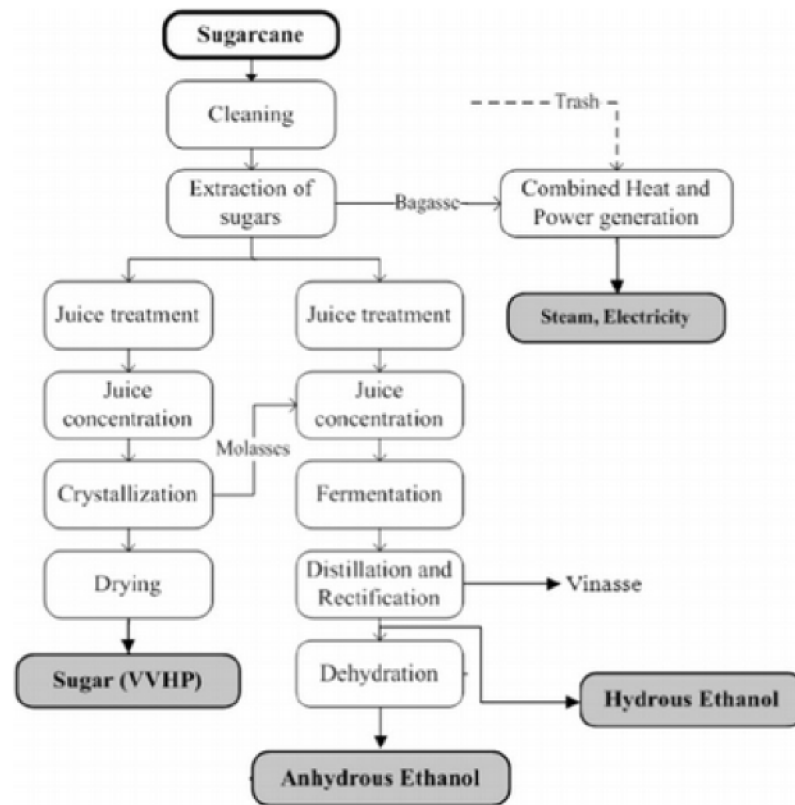 Sugarcane
Cleaning
Trash
Extraction of
sugars
Bagasse
Combined Heat and
Power generation
Juice treatment
Juice treatment
Steam, Electricity
Juice
concentration
Juice
concentration
Molasses
Crystallization
Fermentation
Drying
Distillation and
Rectification
Vinasse
Sugar (VVHP)
Dehydration
Hydrous Ethanol
Anhydrous Ethanol